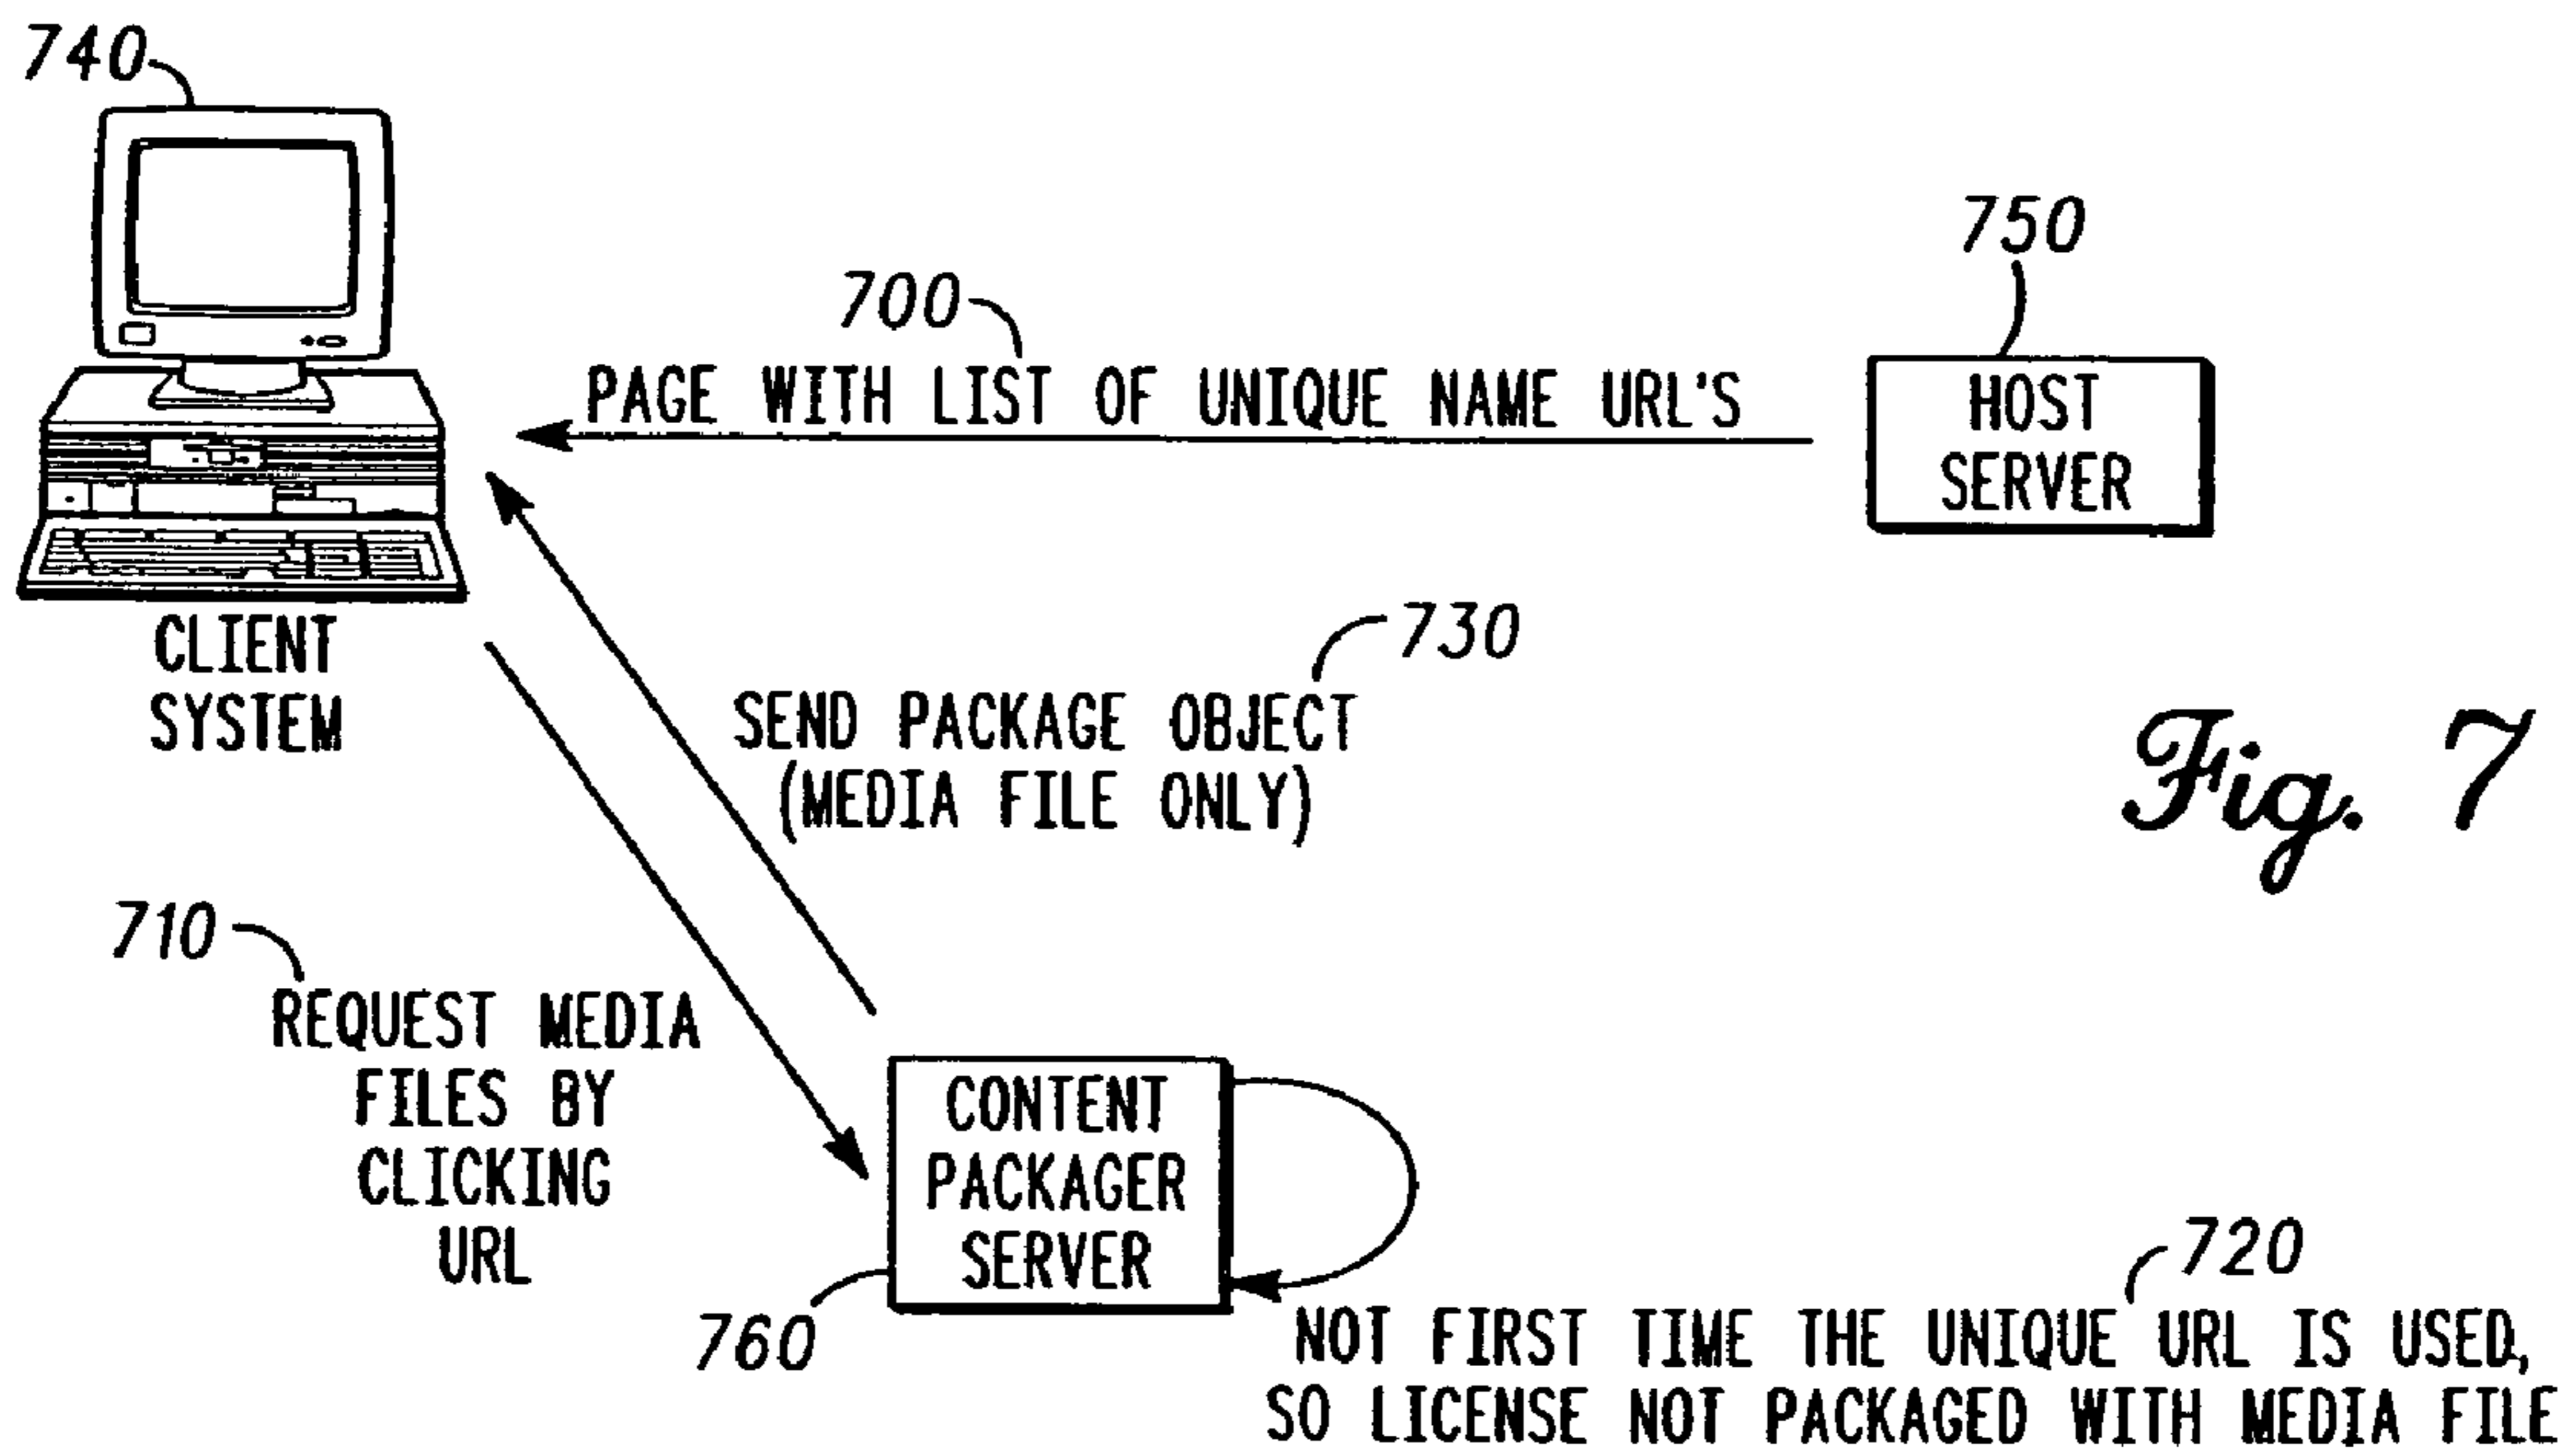 740
750
700
PAGE WITH LIST OF UNIQUE NAME URL'S
HOST
SERVER
CLIENT
SYSTEM
730
SEND PACKAGE OBJECT
(MEDIA FILE ONLY)
Fig. 7
710
REQUEST MEDIA
FILES BY
CLICKING
URL
CONTENT
PACKAGER
SERVER
760
720
NOT FIRST TIME THE UNIQUE URL IS USED,
SO LICENSE NOT PACKAGED WITH MEDIA FILE